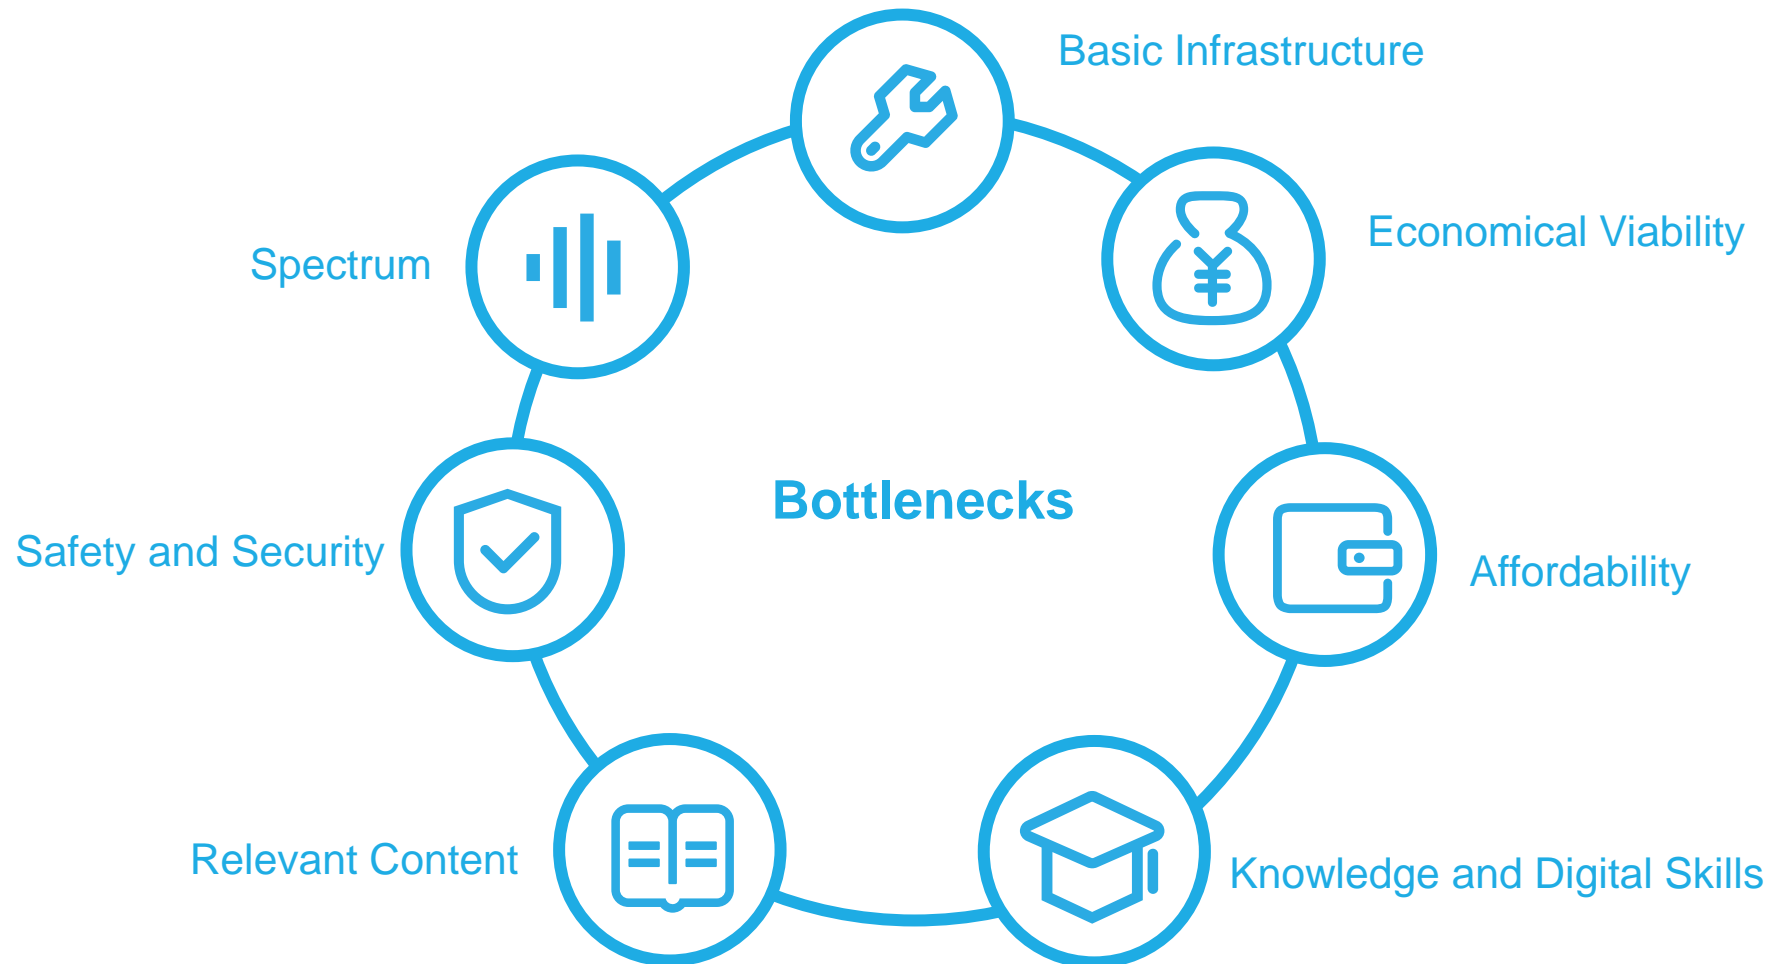 Basic Infrastructure
Economical Viability
Spectrum
Bottlenecks
Safety and Security
Affordability
Relevant Content
Knowledge and Digital Skills